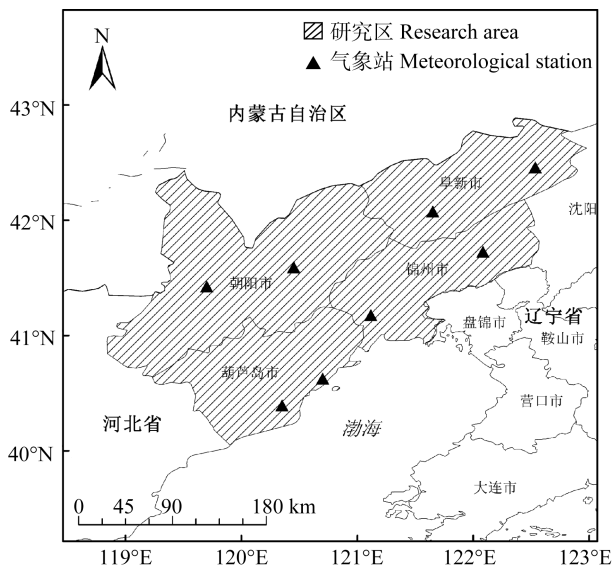 N
研究区 Research area
气象站 Meteorological station
43°N
内蒙古自治区
阜新市
42°N
沈阳
锦州市
朝阳市
41°N
盘锦市
辽宁省
鞍山市
葫芦岛市
营口市
河北省
渤海
40°N
大连市
0 45 90 180 km
119°E 120°E 121°E 122°E 123°E